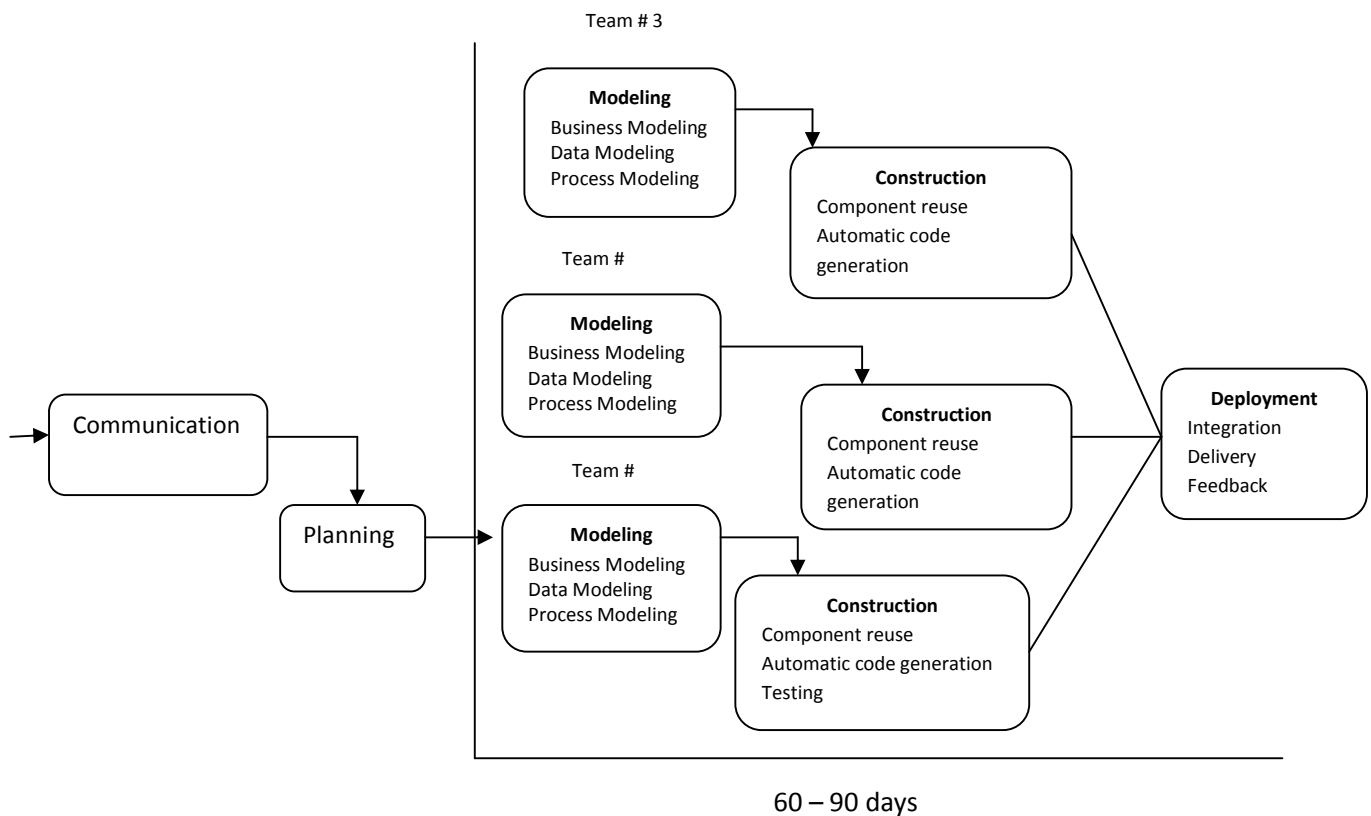 Team # 3
Modeling
Business Modeling
Data Modeling
Process Modeling
Construction
Component reuse
Automatic code
generation
Team #
Modeling
Business Modeling
Data Modeling
Process Modeling
Construction
Component reuse
Automatic code
generation
Communication
Planning
Team #
Modeling
Business Modeling
Data Modeling
Process Modeling
Construction
Component reuse
Automatic code generation
Testing
Deployment
Integration
Delivery
Feedback
60 – 90 days